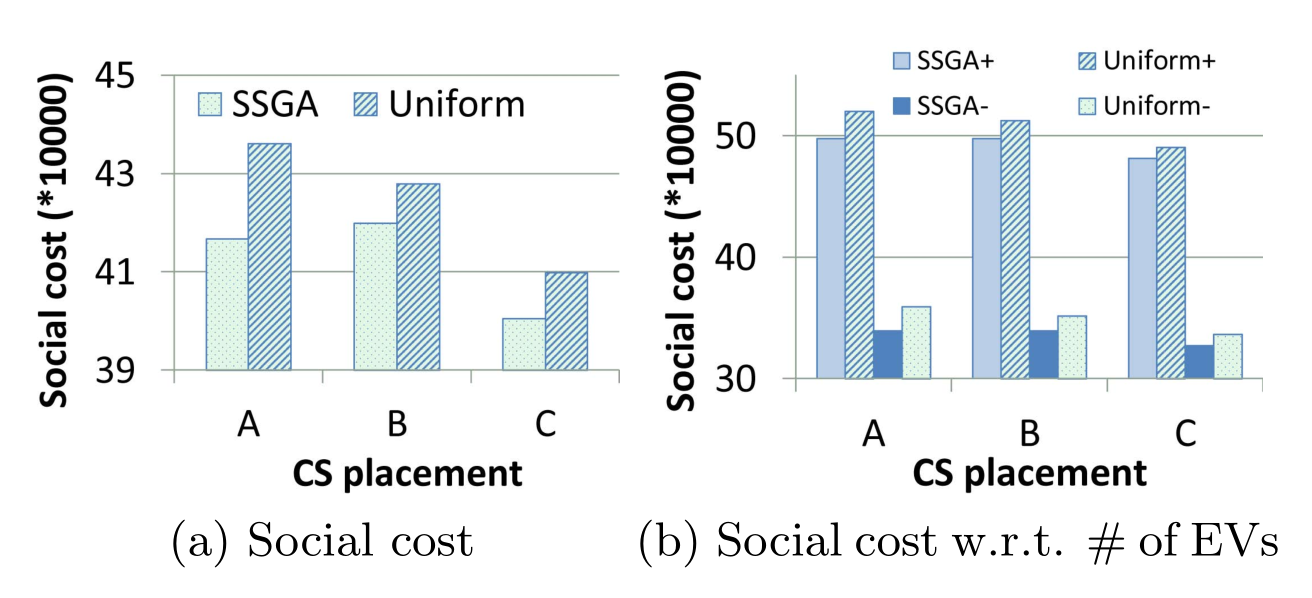 Social cost (*10000)
45
43
41
39
SSGA Uniform
A B C
CS placement
(a) Social cost
Social cost (*10000)
50
40
30
SSGA+ Uniform+
SSGA- Uniform-
A B C
CS placement
(b) Social cost w.r.t. # of EVs